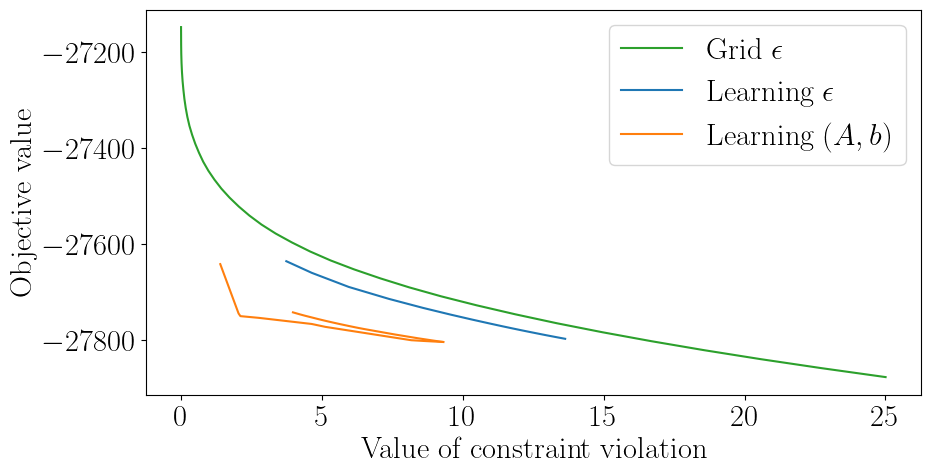 Grid ϵ
Learning ϵ
Learning (A, b)
Objective value
−27200
−27400
−27600
−27800
0 5 10 15 20 25
Value of constraint violation